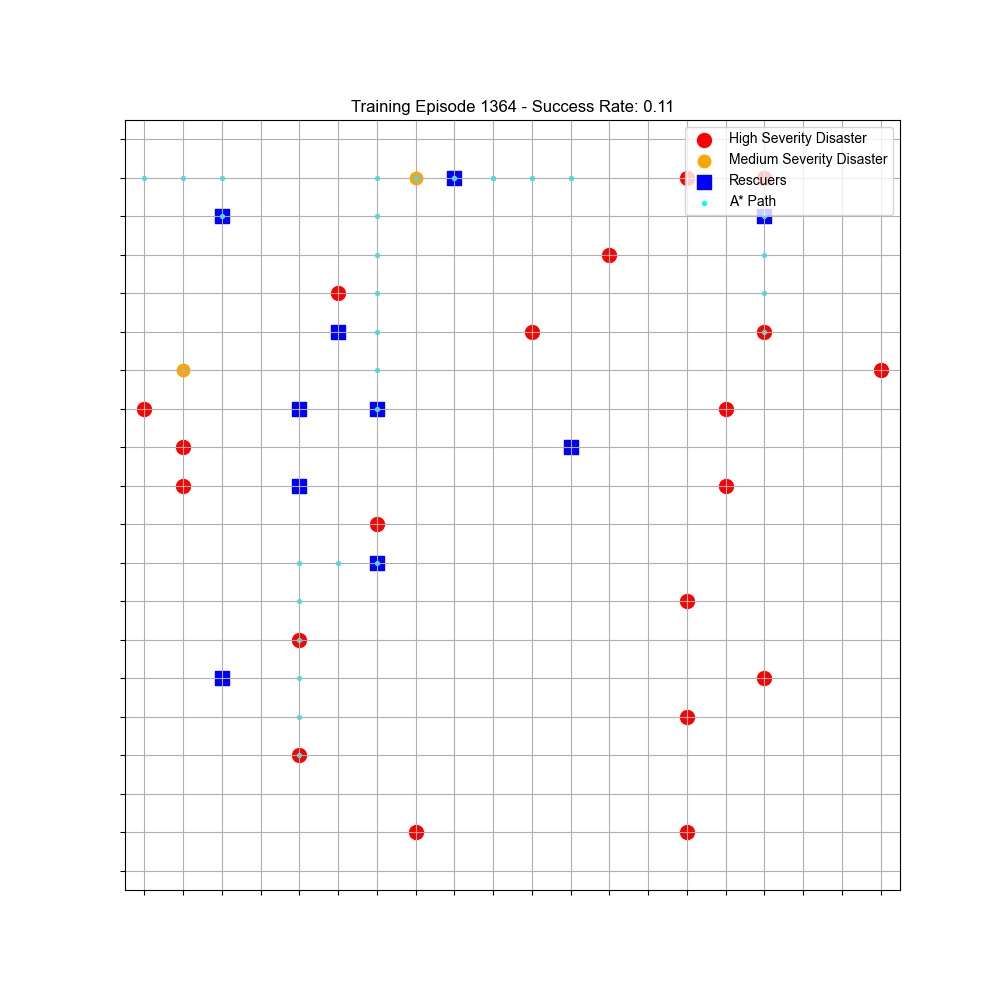 Training Episode 1364 - Success Rate: 0.11
High Severity Disaster
Medium Severity Disaster
Rescuers
A* Path